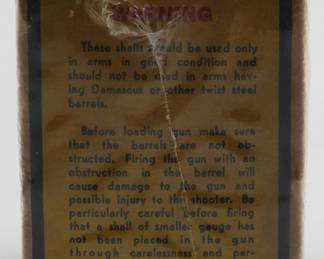 WARNING
These shells should be used only
in arms in good condition and
should not be used in arms hav-
ing Damascus or other twist steel
barrels.
Before loading gun make sure
that the barrels are not ob-
structed. Firing the gun with an
obstruction in the barrel will
cause damage to the gun and
possible injury to the shooter. Be
particularly careful before firing
that a shell of smaller gauge has
not been placed in the gun
through carelessness and per-